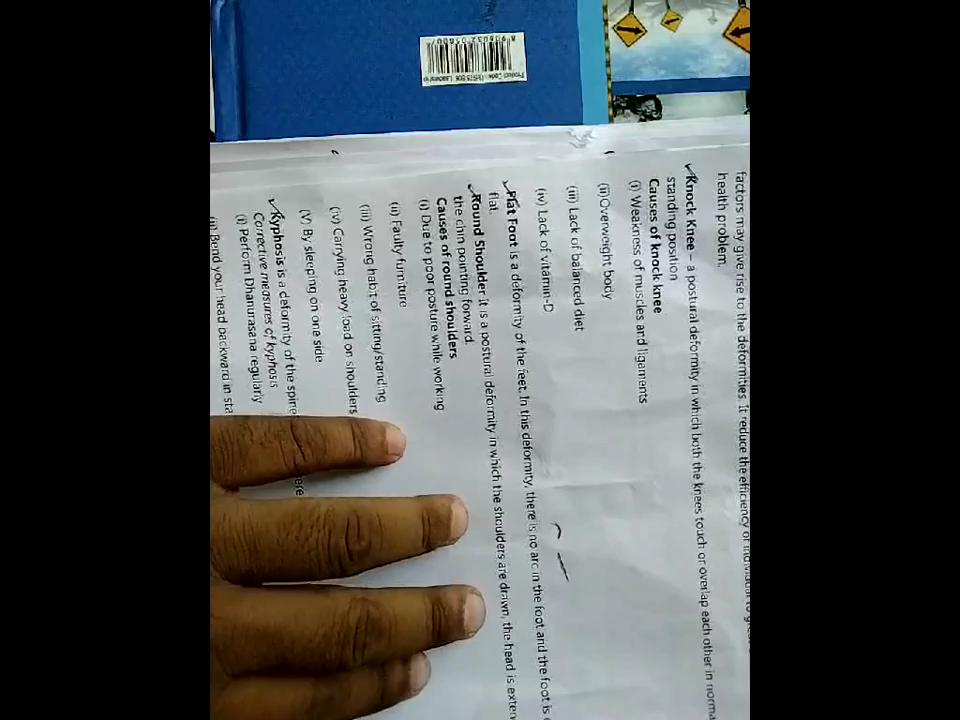 factors may give rise to the deformities. It reduce the efficiency of individual to
health problem.
Knock Knee – a postural deformity in which both the knees touch or overlap each other in
standing position
Causes of knock knee
(i) Weakness of muscles and ligaments
(ii)Overweight body
(iii) Lack of balanced diet
(iv) Lack of vitamin-D
Flat Foot is a deformity of the feet. In this deformity, there is no arc in the foot and the foot is
flat.
Round Shoulder it is a postural deformity in which the shoulders are drawn, the head is
the chin pointing forward.
Causes of round shoulders
(i) Due to poor posture while working
(ii) Faulty furniture
(iii) Wrong habit of sitting/standing
(iv) Carrying heavy load on shoulders
(V) By sleeping on one side
Kyphosis is a deformity of the spine
Corrective measures of kyphosis
(i) Perform Dhanurasana regularly
(ii) Bend your head backward in